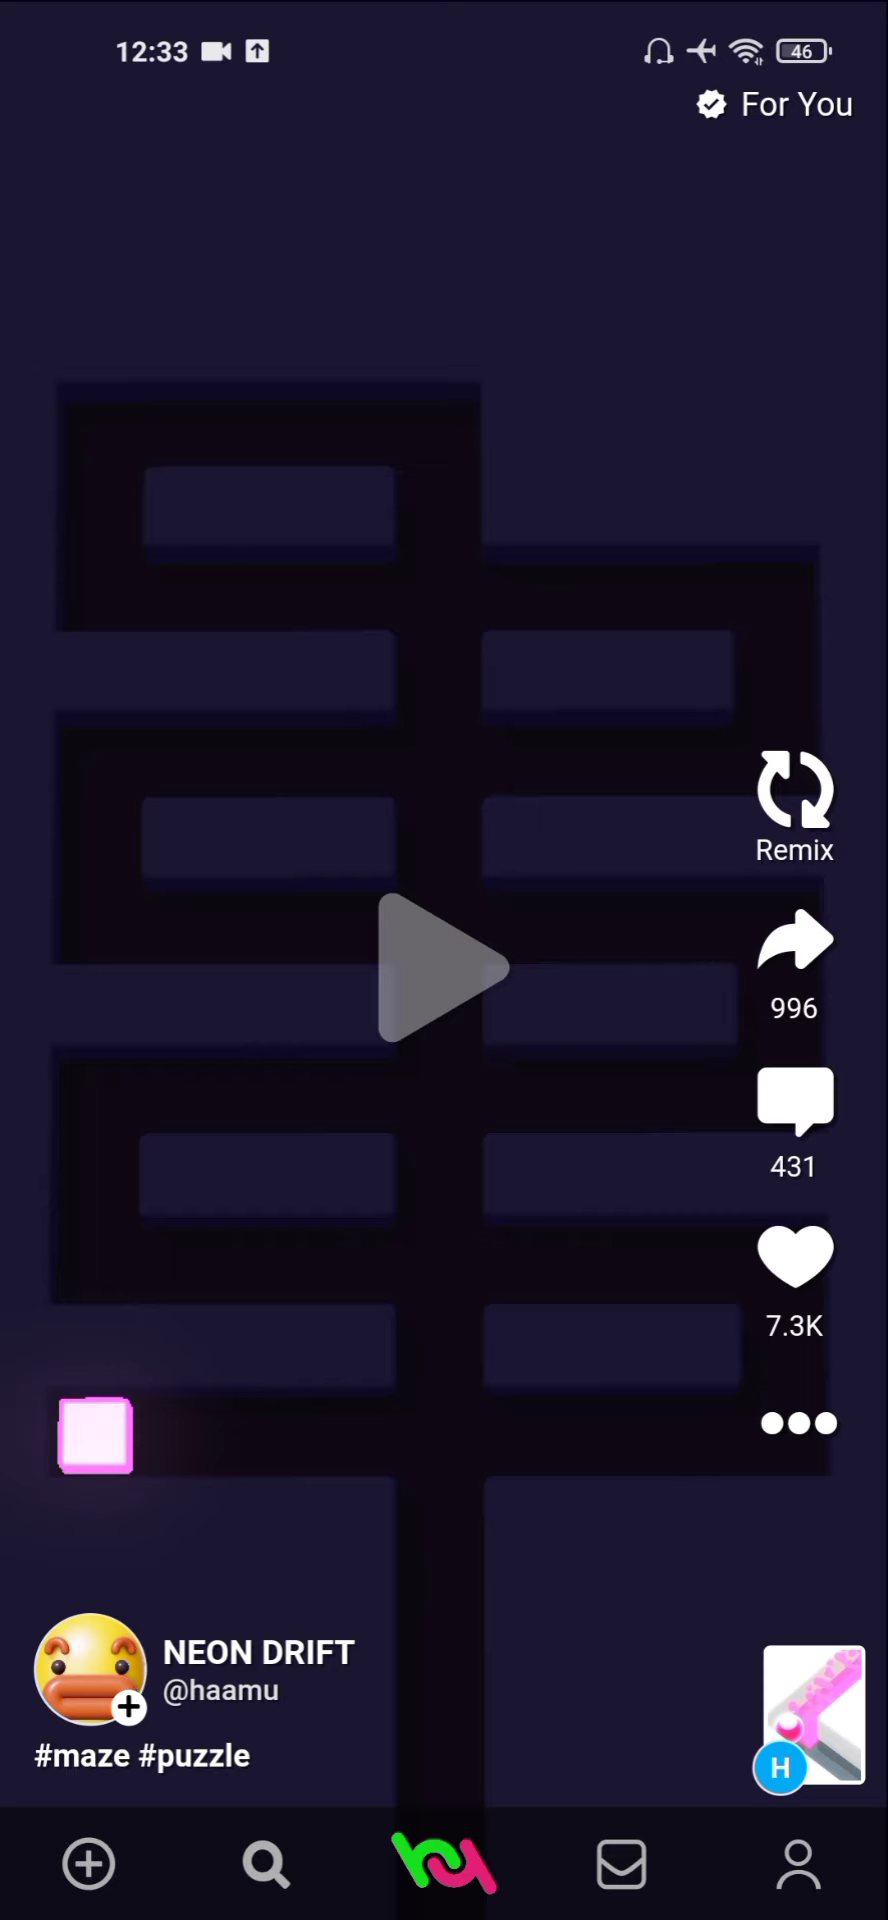 12:33
46
For You
Remix
996
431
7.3K
NEON DRIFT
@haamu
#maze #puzzle
H